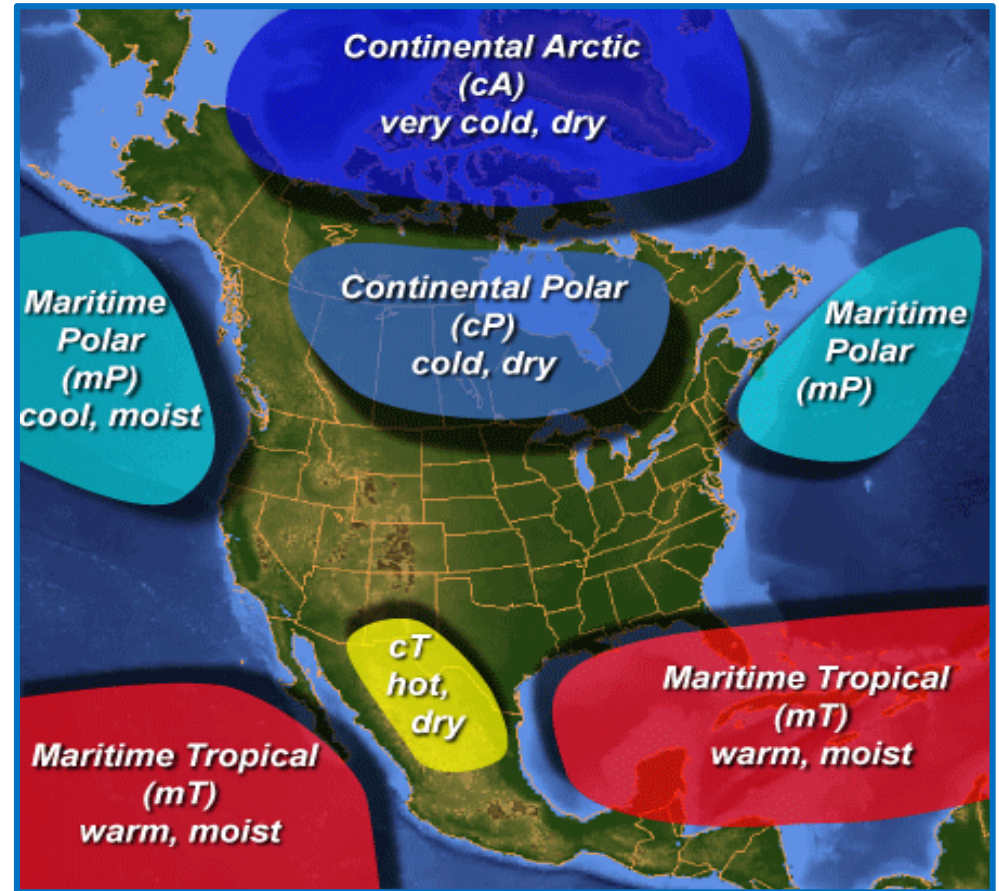 Continental Arctic
(cA)
very cold, dry
Continental Polar
(cP)
cold, dry
Maritime
Polar
(mP)
cool, moist
Maritime
Polar
(mP)
cT
hot,
dry
Maritime Tropical
(mT)
warm, moist
Maritime Tropical
(mT)
warm, moist